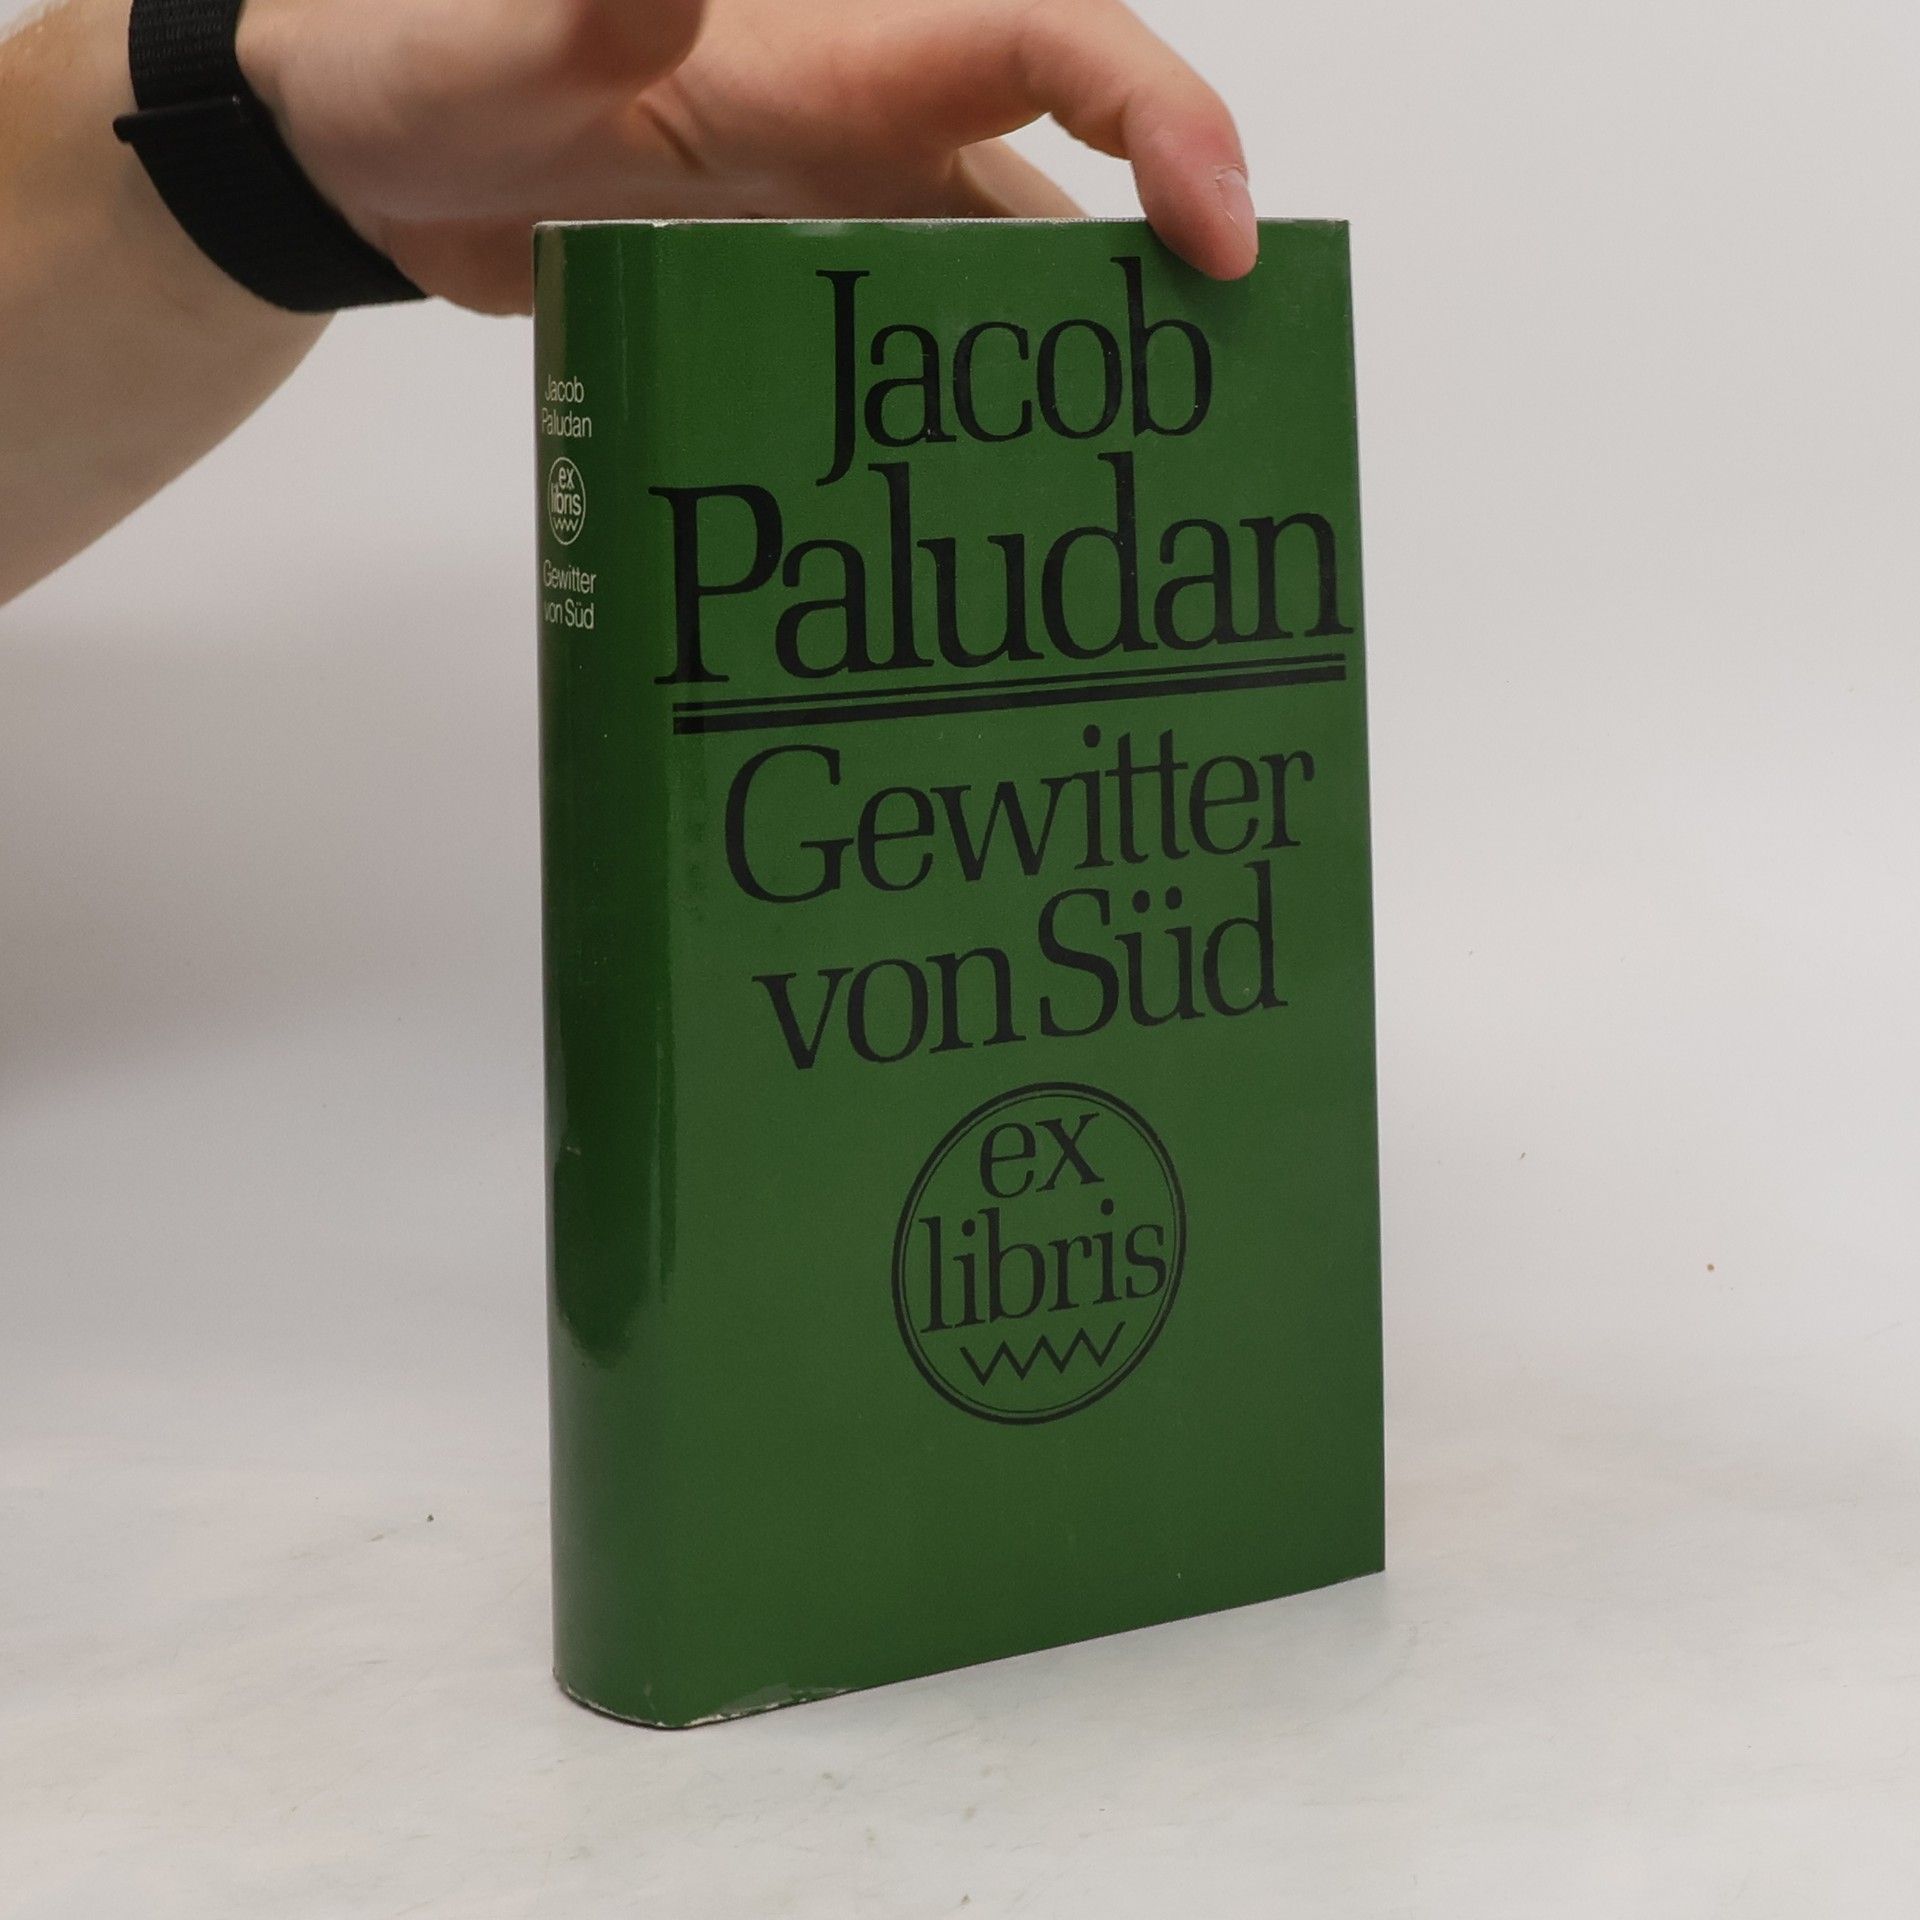 Jacob
Paludan
ex
libris
Gewitter
von Süd
Jacob
Paludan
Gewitter
von Süd
ex
libris